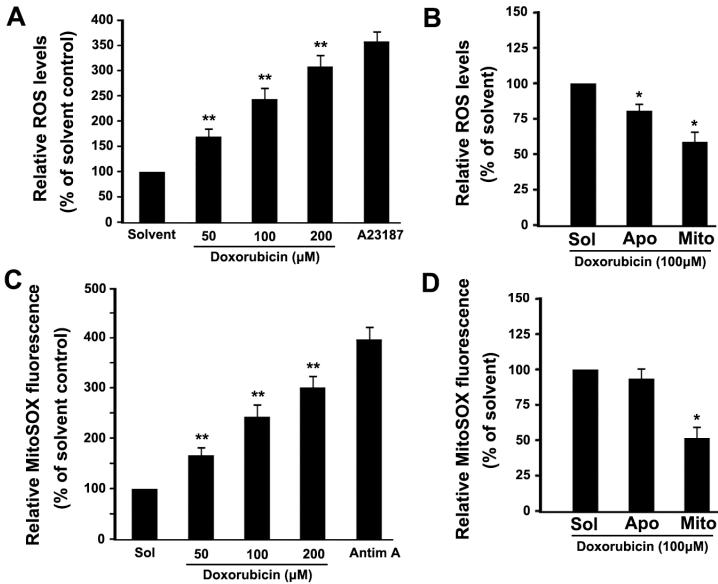 A
Relative ROS levels
(% of solvent control)
400
350
300
250
200
150
100
50
0
**
**
**
Solvent
50
100
200
A23187
Doxorubicin (µM)
B
Relative ROS levels
(% of solvent)
150
125
100
75
50
25
0
*
*
Sol
Apo
Mito
Doxorubicin (100µM)
C
Relative MitoSOX fluorescence
(% of solvent control)
500
400
300
200
150
100
50
0
**
**
**
Sol
50
100
200
Antim A
Doxorubicin (µM)
D
Relative MitoSOX fluorescence
(% of solvent)
150
125
100
75
50
25
0
*
Sol
Apo
Mito
Doxorubicin (100µM)